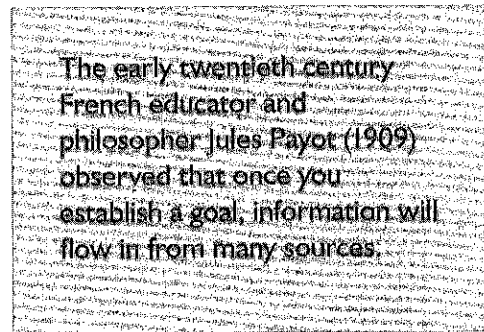 The early twentieth century
French educator and
philosopher Jules Payot (1909)
observed that once you
establish a goal, information will
flow in from many sources.